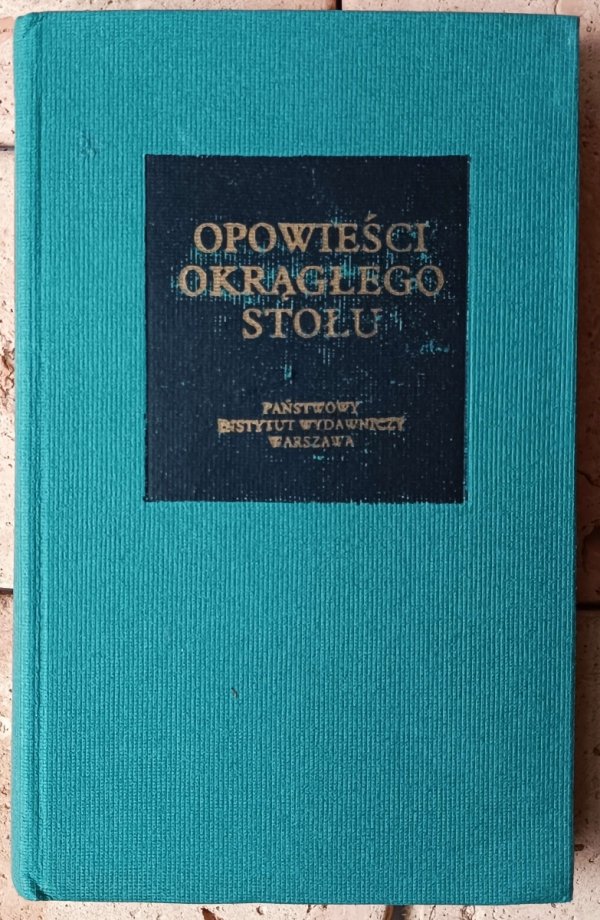 OPOWIEŚCI
OKRĄGŁEGO
STOŁU
PAŃSTWOWY
INSTYTUT WYDAWNICZY
WARSZAWA